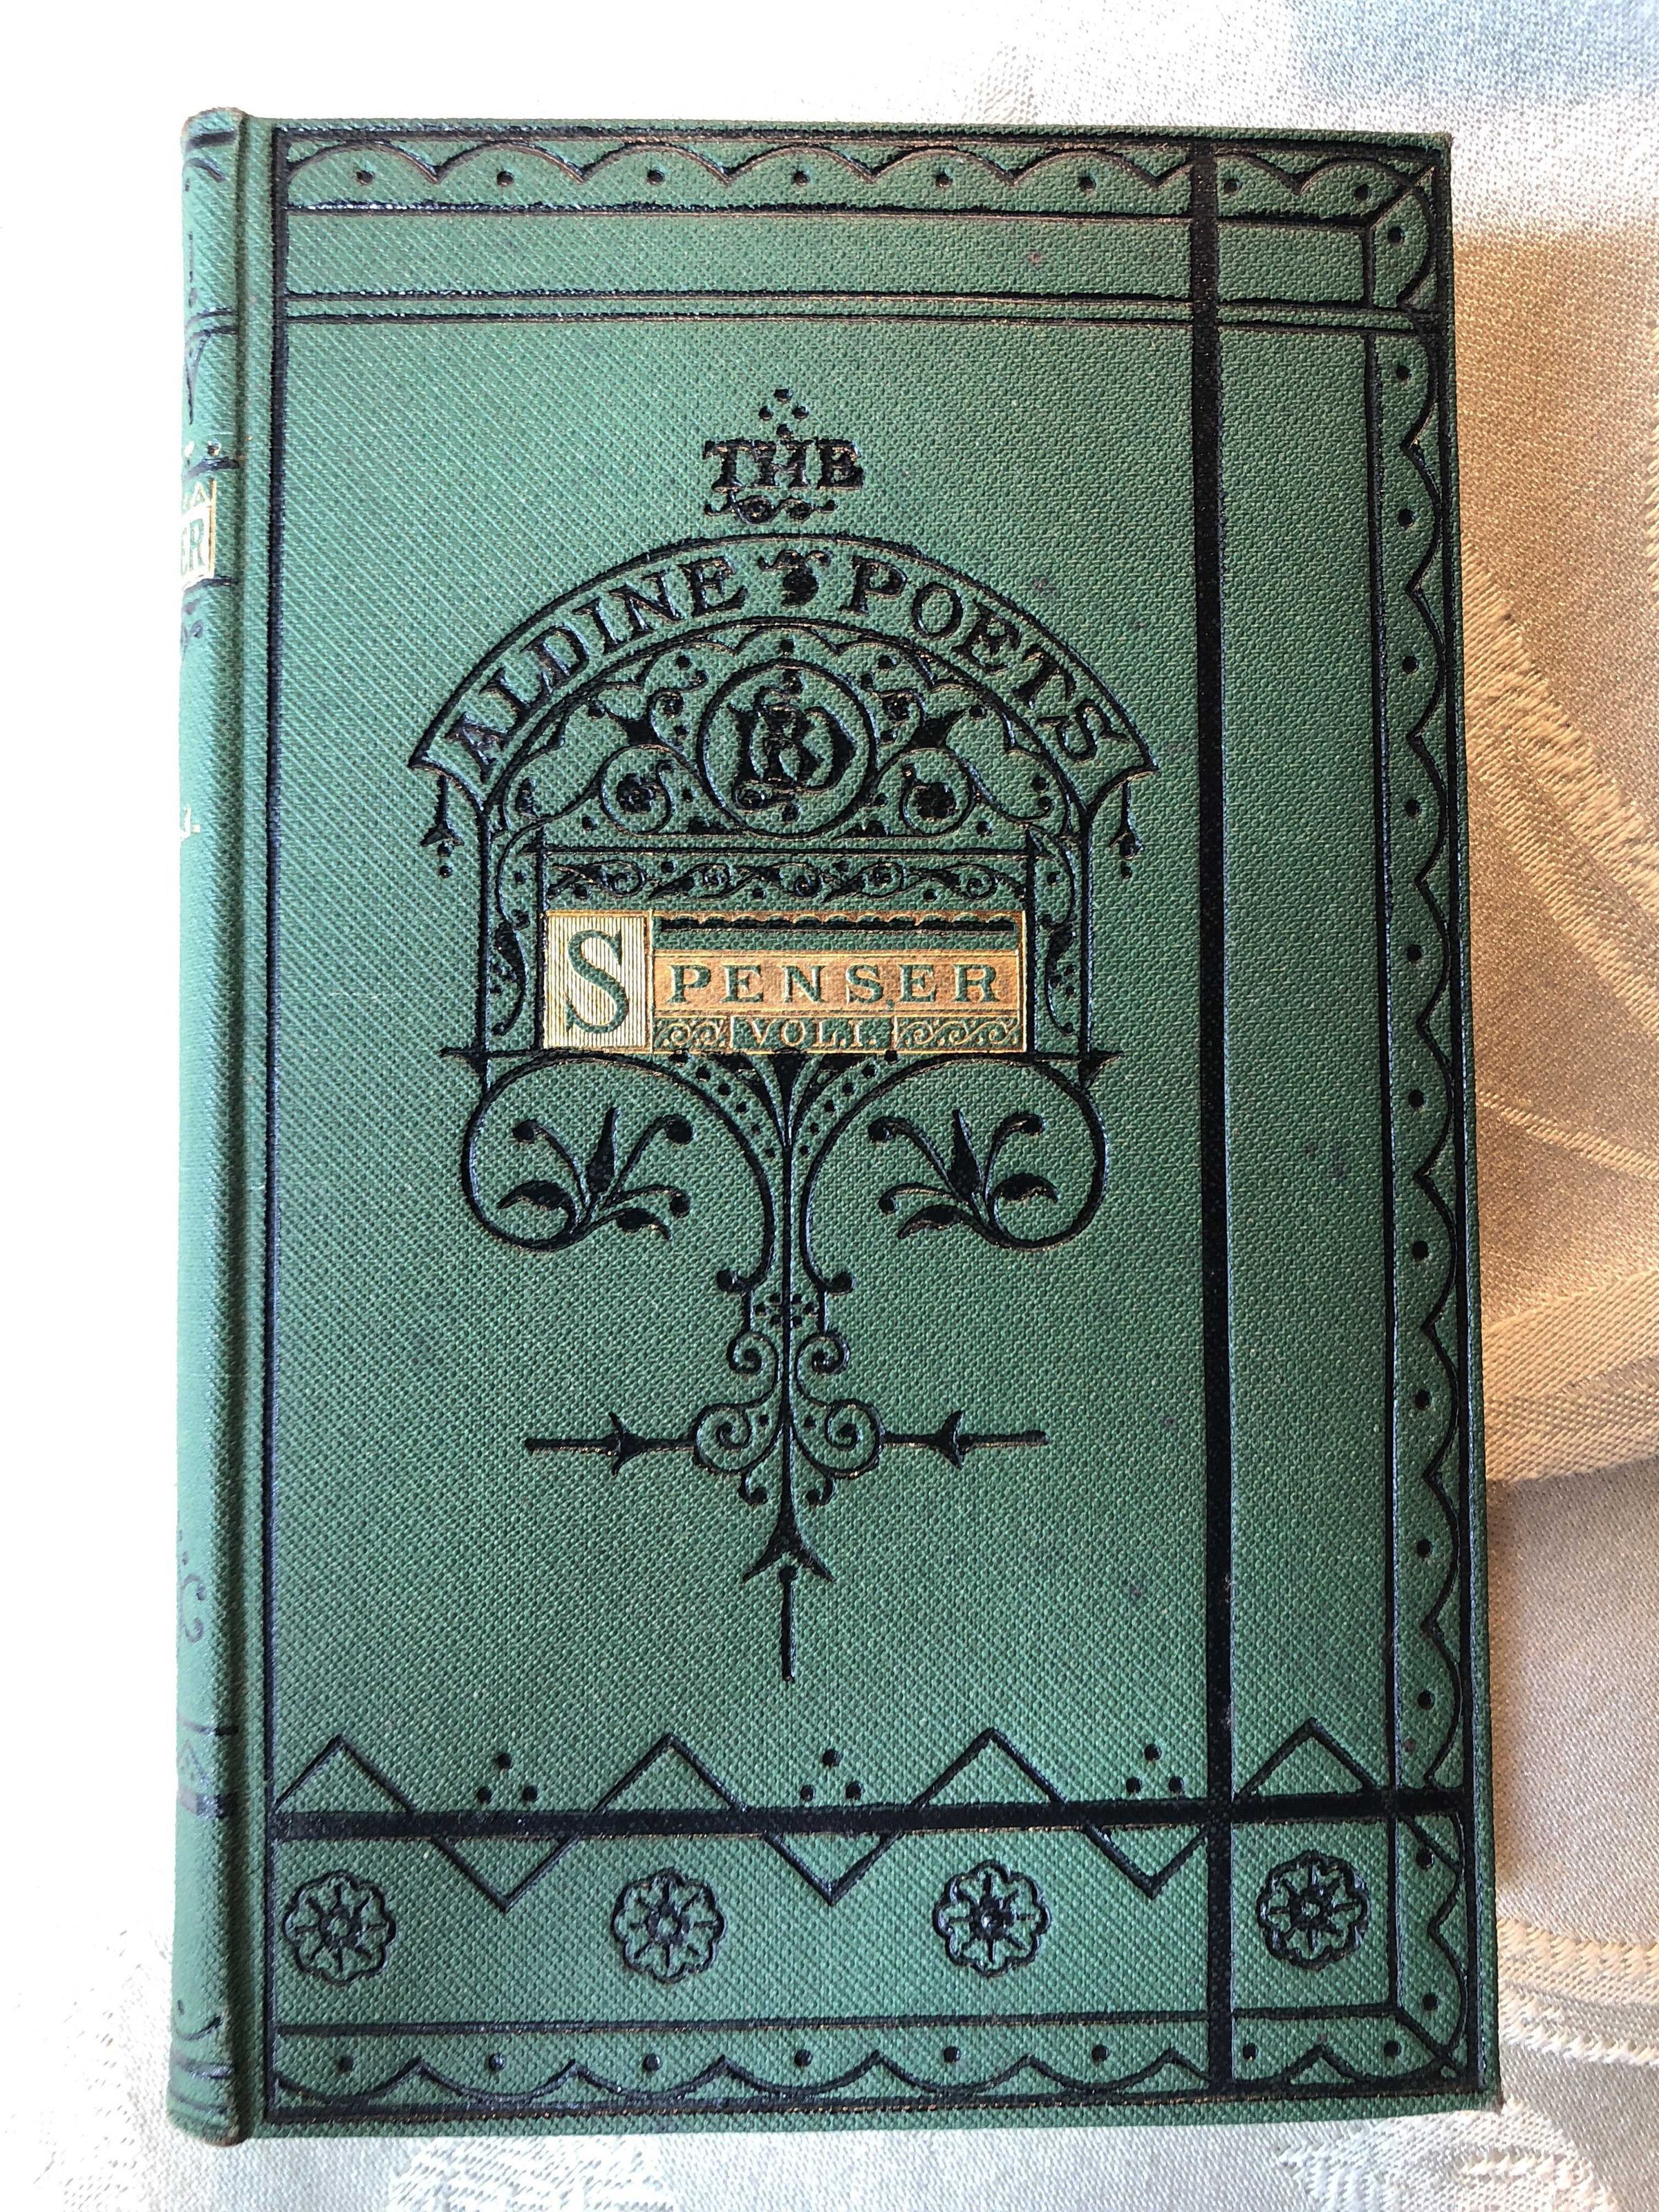 THE
ALDINE POETS
SPENSER
VOL. I.